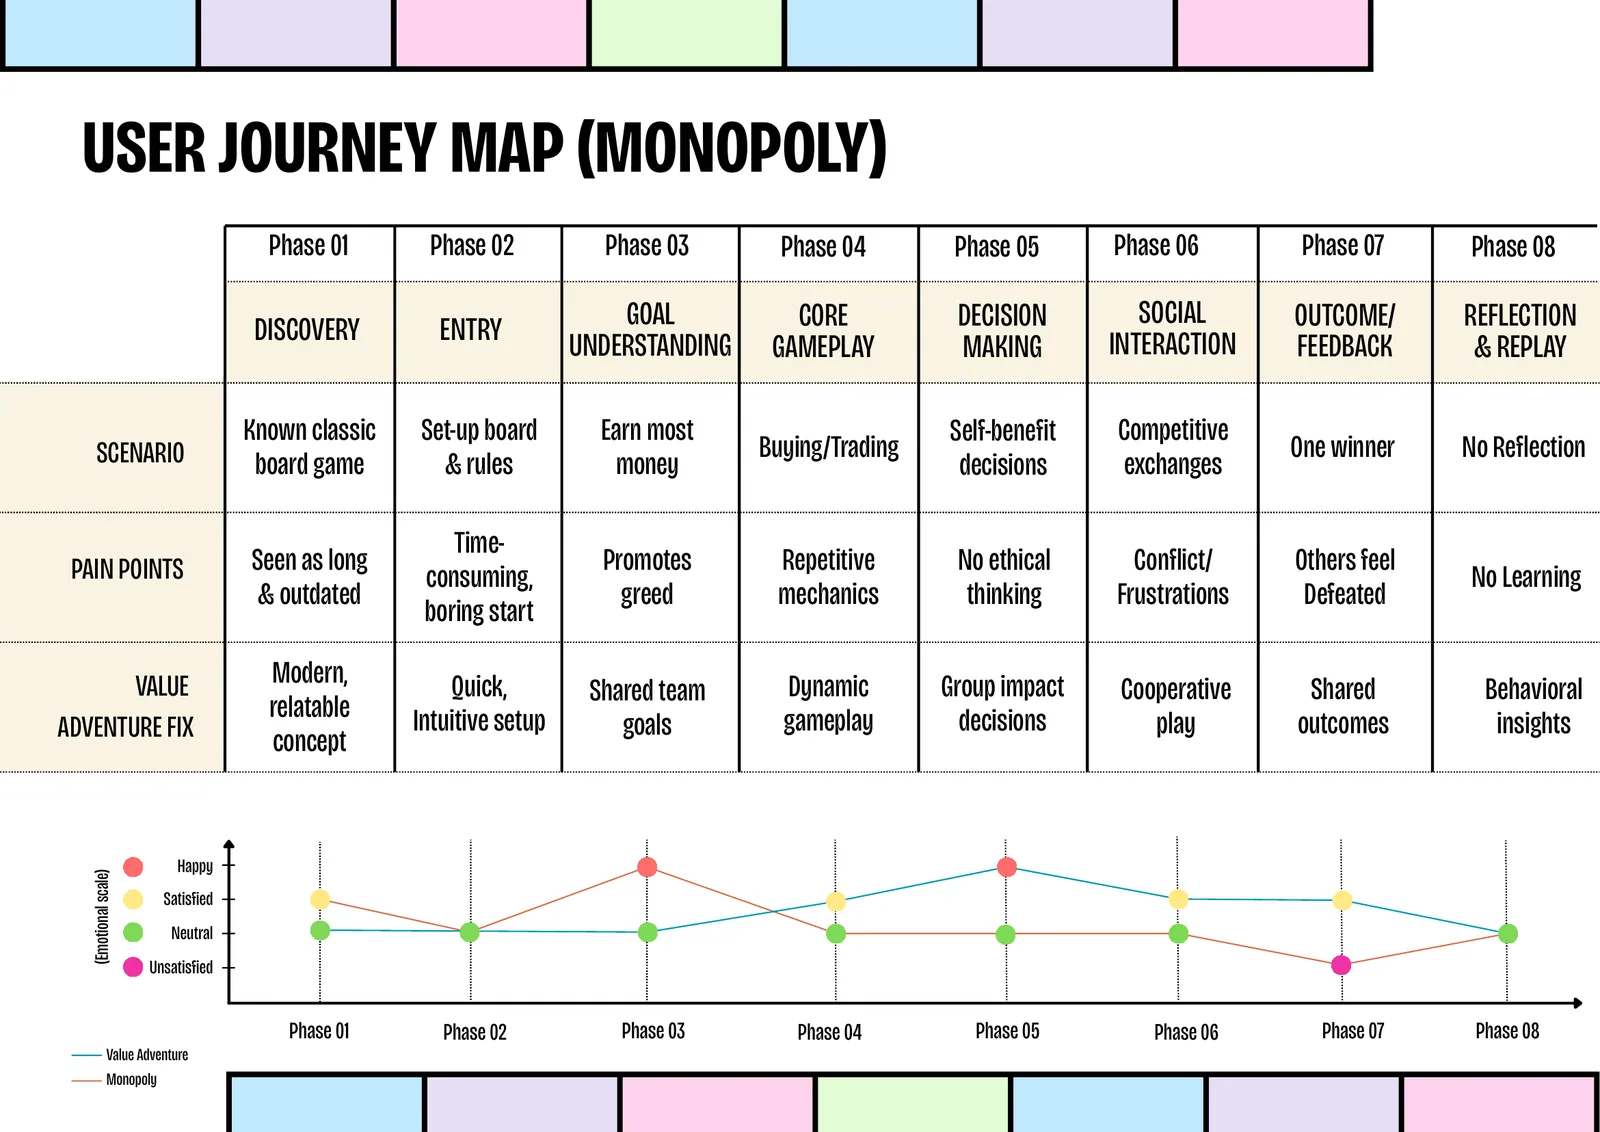 USER JOURNEY MAP (MONOPOLY)
Phase 01
Phase 02
Phase 03
Phase 04
Phase 05
Phase 06
Phase 07
Phase 08
DISCOVERY
ENTRY
GOAL
UNDERSTANDING
CORE
GAMEPLAY
DECISION
MAKING
SOCIAL
INTERACTION
OUTCOME/
FEEDBACK
REFLECTION
& REPLAY
SCENARIO
Known classic
board game
Set-up board
& rules
Earn most
money
Buying/Trading
Self-benefit
decisions
Competitive
exchanges
One winner
No Reflection
PAIN POINTS
Seen as long
& outdated
Time-
consuming,
boring start
Promotes
greed
Repetitive
mechanics
No ethical
thinking
Conflict/
Frustrations
Others feel
Defeated
No Learning
VALUE
ADVENTURE FIX
Modern,
relatable
concept
Quick,
Intuitive setup
Shared team
goals
Dynamic
gameplay
Group impact
decisions
Cooperative
play
Shared
outcomes
Behavioral
insights
(Emotional scale)
Happy
Satisfied
Neutral
Unsatisfied
Phase 01
Phase 02
Phase 03
Phase 04
Phase 05
Phase 06
Phase 07
Phase 08
Value Adventure
Monopoly